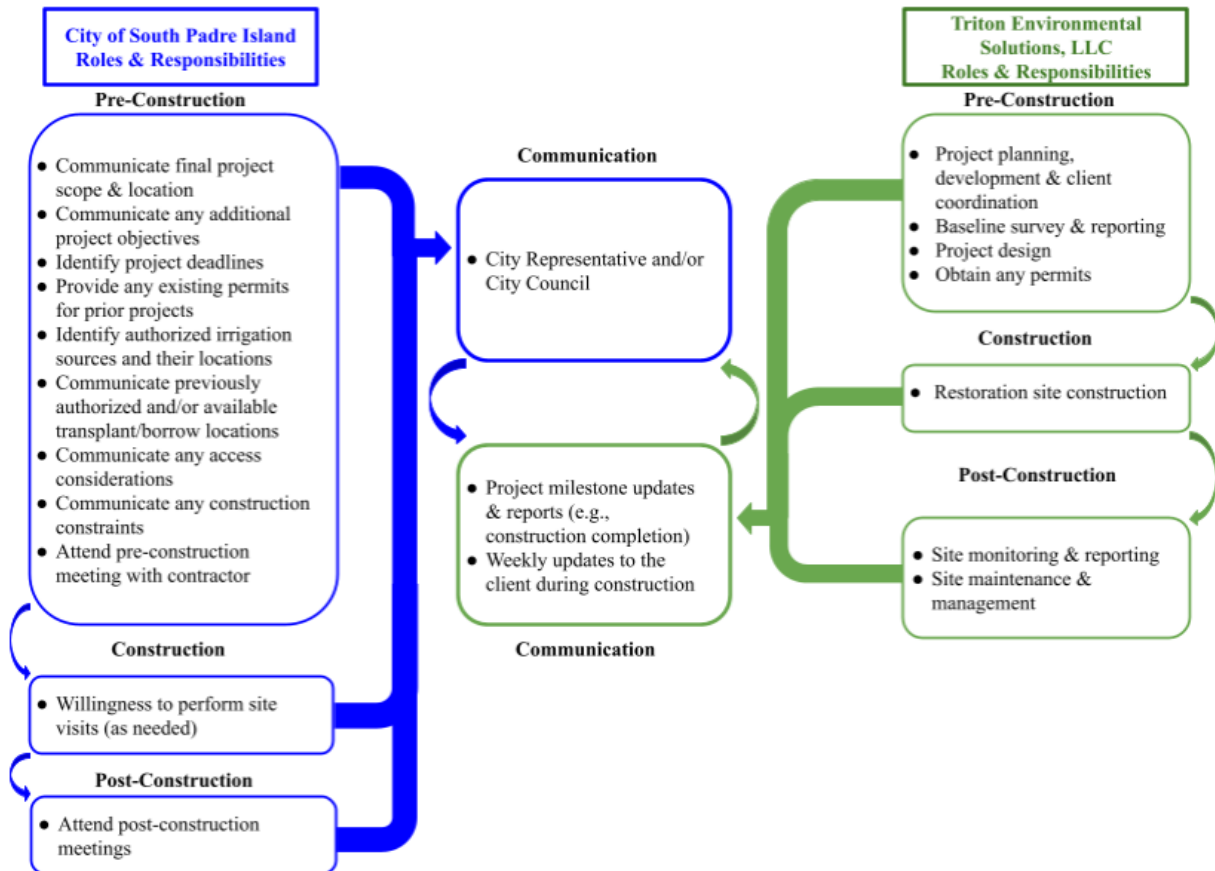 City of South Padre Island
Roles & Responsibilities
Pre-Construction
● Communicate final project
scope & location
● Communicate any additional
project objectives
● Identify project deadlines
● Provide any existing permits
for prior projects
● Identify authorized irrigation
sources and their locations
● Communicate previously
authorized and/or available
transplant/borrow locations
● Communicate any access
considerations
● Communicate any construction
constraints
● Attend pre-construction
meeting with contractor
Construction
● Willingness to perform site
visits (as needed)
Post-Construction
● Attend post-construction
meetings
Communication
● City Representative and/or
City Council
● Project milestone updates
& reports (e.g.,
construction completion)
● Weekly updates to the
client during construction
Communication
Triton Environmental
Solutions, LLC
Roles & Responsibilities
Pre-Construction
● Project planning,
development & client
coordination
● Baseline survey & reporting
● Project design
● Obtain any permits
Construction
● Restoration site construction
Post-Construction
● Site monitoring & reporting
● Site maintenance &
management